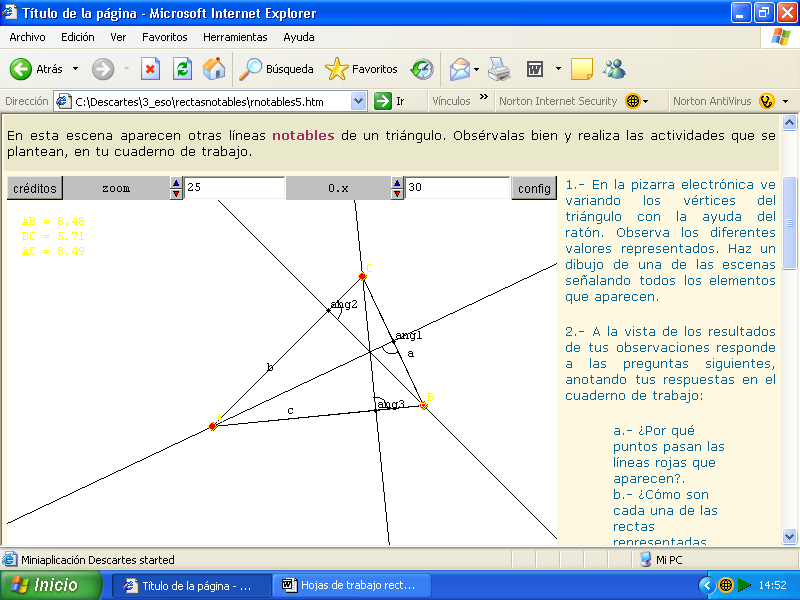 Título de la página - Microsoft Internet Explorer
Archivo Edición Ver Favoritos Herramientas Ayuda
Atrás Búsqueda Favoritos
Dirección C:\Descartes\3_eso\rectasnotables\rnotables5.htm Ir Vínculos » Norton Internet Security Norton AntiVirus
En esta escena aparecen otras líneas notables de un triángulo. Obsérvalas bien y realiza las actividades que se
plantean, en tu cuaderno de trabajo.
créditos zoom 25 0.x 30 config
AB = 8.48
BC = 5.71
AC = 8.49
C
ang2
ang1
a
b
B
ang3
c
A
1.- En la pizarra electrónica ve
variando los vértices del
triángulo con la ayuda del
ratón. Observa los diferentes
valores representados. Haz un
dibujo de una de las escenas
señalando todos los elementos
que aparecen.
2.- A la vista de los resultados
de tus observaciones responde
a las preguntas siguientes,
anotando tus respuestas en el
cuaderno de trabajo:
a.- ¿Por qué
puntos pasan las
líneas rojas que
aparecen?.
b.- ¿Cómo son
cada una de las
rectas
representadas
Miniaplicación Descartes started Mi PC
Inicio Título de la página - ... Hojas de trabajo rect... 14:52